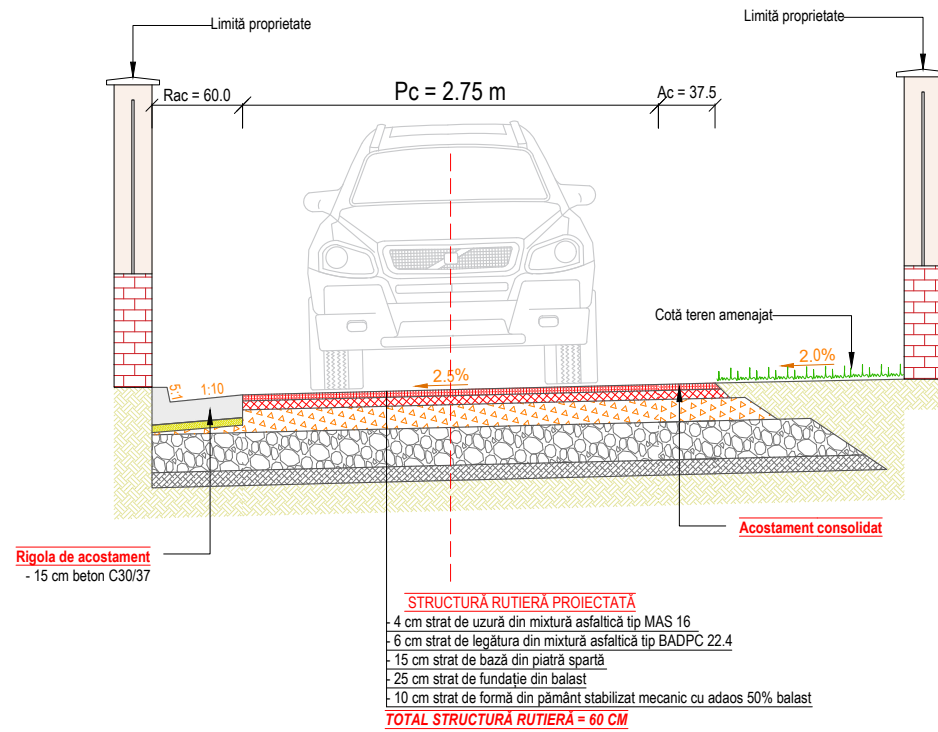 Limită proprietate
Limită proprietate
Rac = 60.0
Pc = 2.75 m
Ac = 37.5
Cotă teren amenajat
5:1
1:10
2.5%
2.0%
Rigola de acostament
- 15 cm beton C30/37
Acostament consolidat
STRUCTURĂ RUTIERĂ PROIECTATĂ
- 4 cm strat de uzură din mixtură asfaltică tip MAS 16
- 6 cm strat de legătura din mixtură asfaltică tip BADPC 22.4
- 15 cm strat de bază din piatră spartă
- 25 cm strat de fundație din balast
- 10 cm strat de formă din pământ stabilizat mecanic cu adaos 50% balast
TOTAL STRUCTURĂ RUTIERĂ = 60 CM